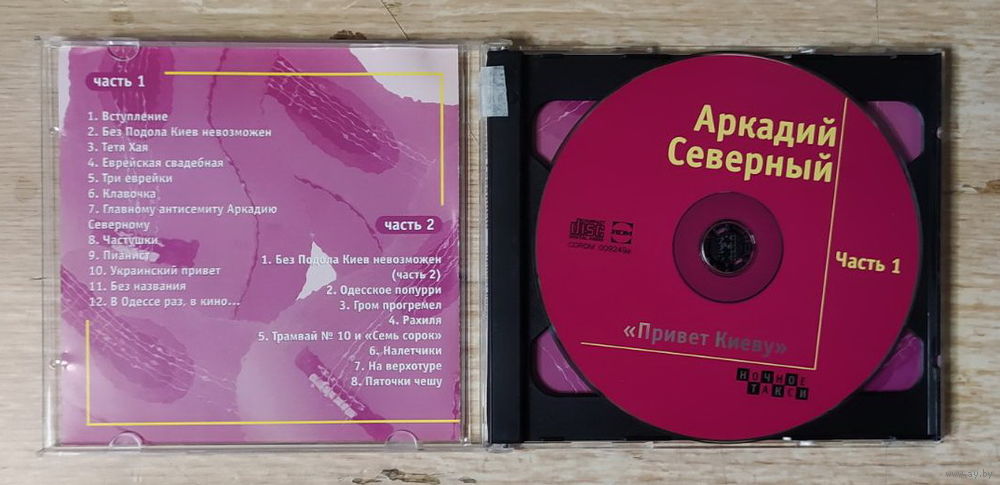 часть 1
1. Вступление
2. Без Подола Киев невозможен
3. Тетя Хая
4. Еврейская свадебная
5. Три еврейки
6. Клавочка
7. Главному антисемиту Аркадию
Северному
8. Частушки
9. Пианист
10. Украинский привет
11. Без названия
12. В Одессе раз, в кино...
часть 2
1. Без Подола Киев невозможен
(часть 2)
2. Одесское попурри
3. Гром прогремел
4. Рахиля
5. Трамвай № 10 и «Семь сорок»
6. Налетчики
7. На верхотуре
8. Пяточки чешу
Аркадий
Северный
disc
Часть 1
«Привет Киеву»
НОЧНОЕ
ТАКСИ
www.ay.by